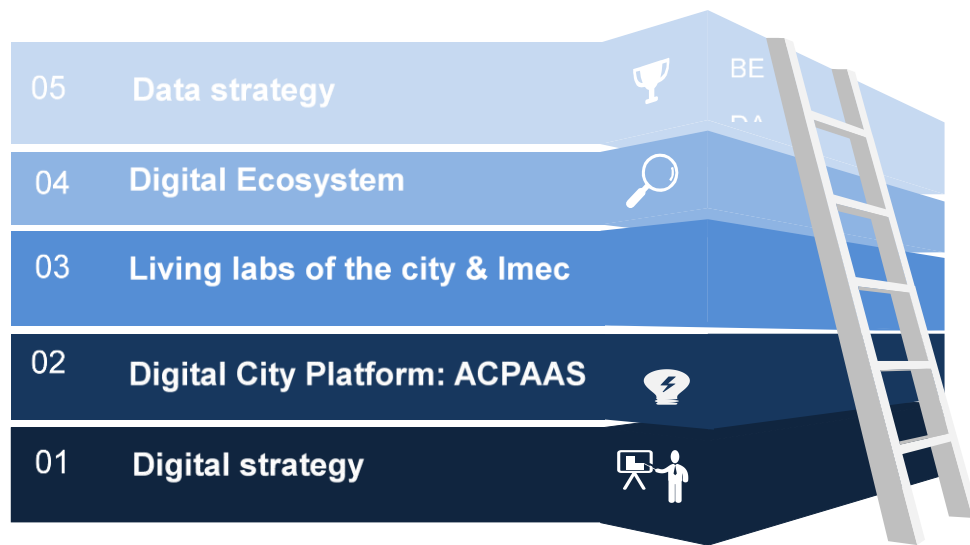 05 Data strategy
BE
04 Digital Ecosystem
03 Living labs of the city & Imec
02 Digital City Platform: ACPAAS
01 Digital strategy